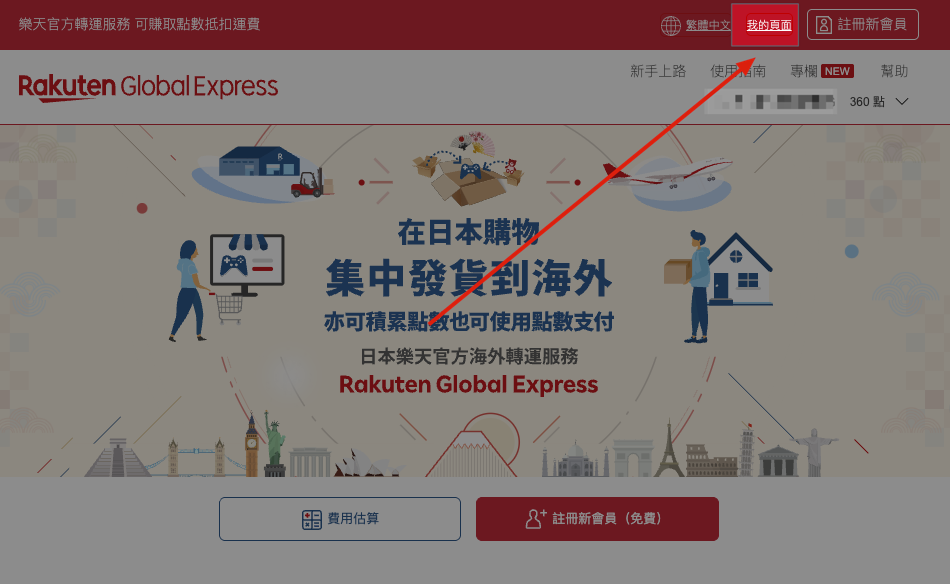 樂天官方轉運服務 可賺取點數抵扣運費
繁體中文
我的頁面
註冊新會員
Rakuten Global Express
新手上路 使用指南 專欄 NEW 幫助
360 點
R
在日本購物
集中發貨到海外
亦可積累點數也可使用點數支付
日本樂天官方海外轉運服務
Rakuten Global Express
費用估算
註冊新會員（免費）